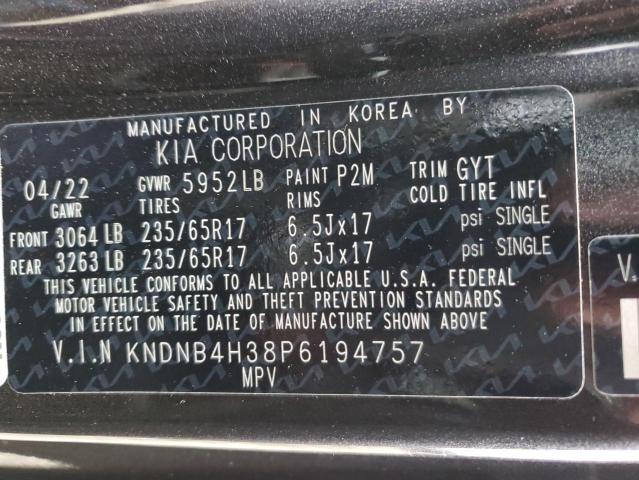 MANUFACTURED IN KOREA BY
KIA CORPORATION
04/22 GVWR 5952LB PAINT P2M TRIM GYT
GAWR TIRES RIMS COLD TIRE INFL
FRONT 3064 LB 235/65R17 6.5Jx17 psi SINGLE
REAR 3263 LB 235/65R17 6.5Jx17 psi SINGLE
THIS VEHICLE CONFORMS TO ALL APPLICABLE U.S.A. FEDERAL
MOTOR VEHICLE SAFETY AND THEFT PREVENTION STANDARDS
IN EFFECT ON THE DATE OF MANUFACTURE SHOWN ABOVE
V.I.N KNDNB4H38P6194757
MPV
V.